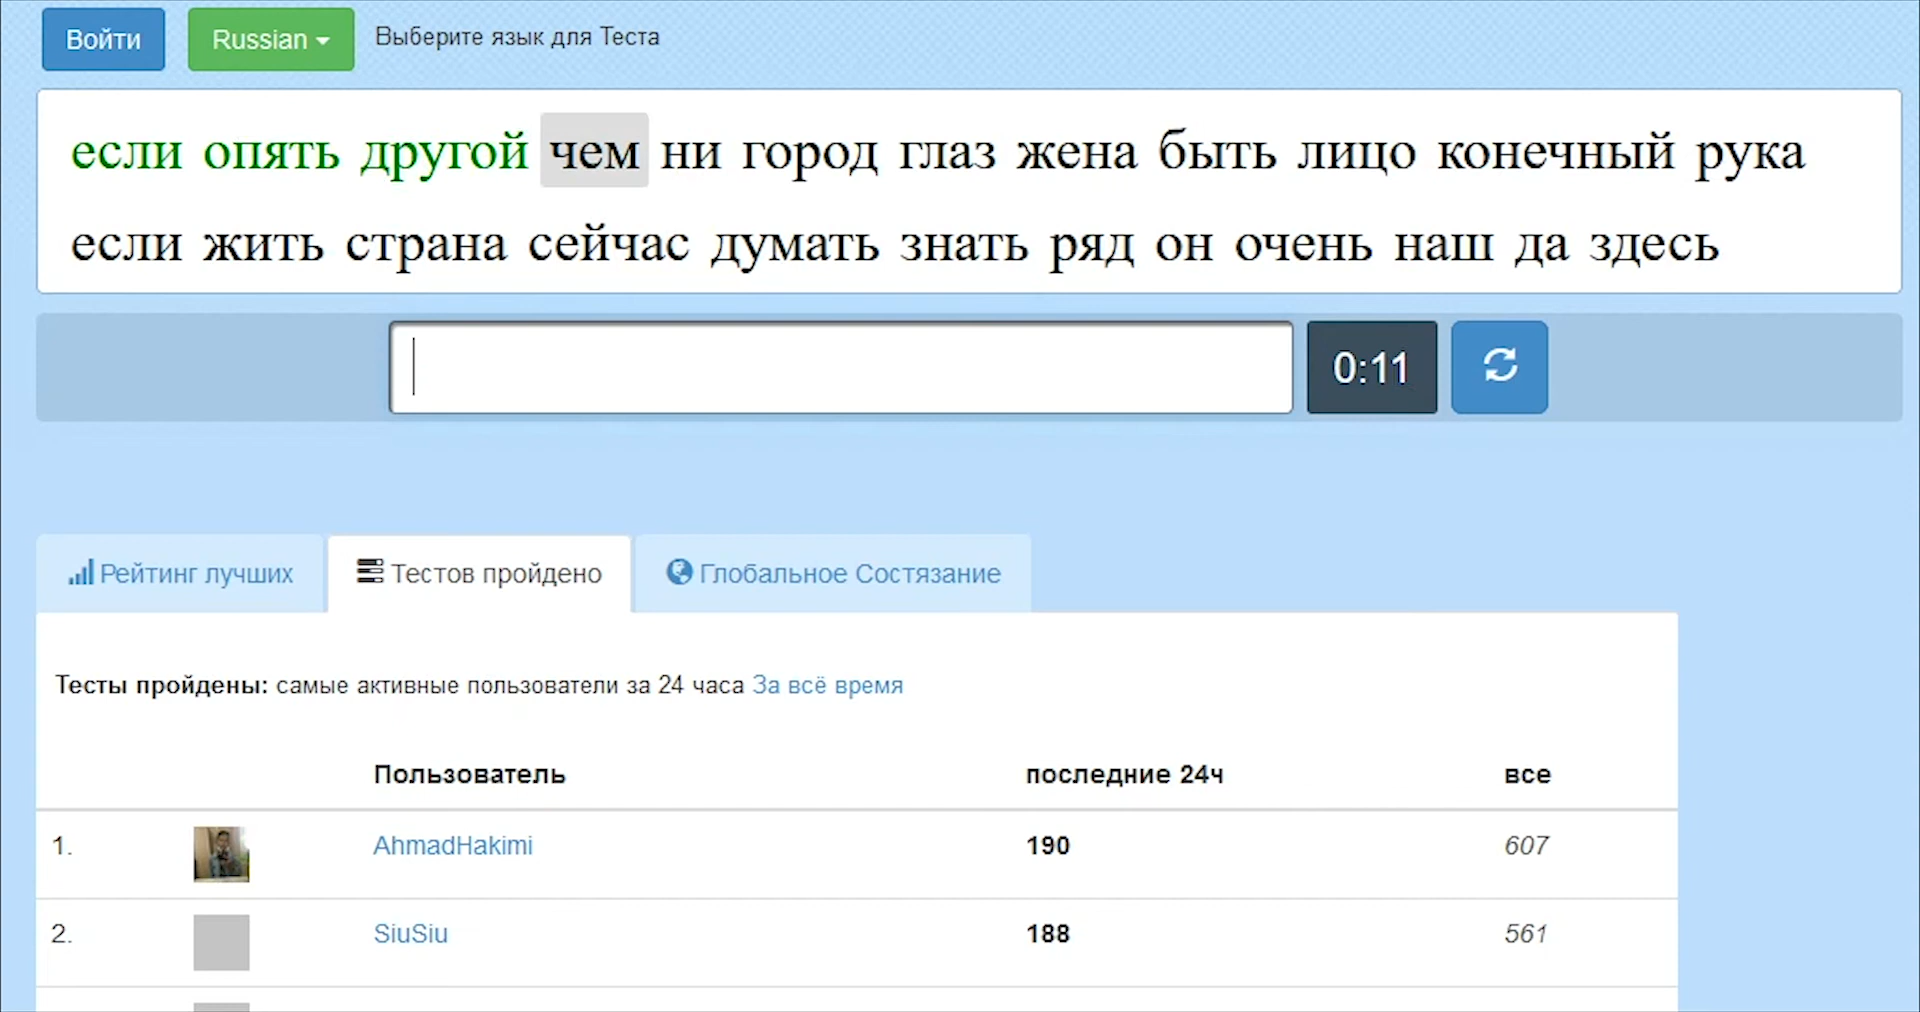 Войти Russian Выберите язык для Теста
если опять другой чем ни город глаз жена быть лицо конечный рука
если жить страна сейчас думать знать ряд он очень наш да здесь
0:11
Рейтинг лучших Тестов пройдено Глобальное Состязание
Тесты пройдены: самые активные пользователи за 24 часа За всё время
Пользователь последние 24ч все
1. AhmadHakimi 190 607
2. SiuSiu 188 561